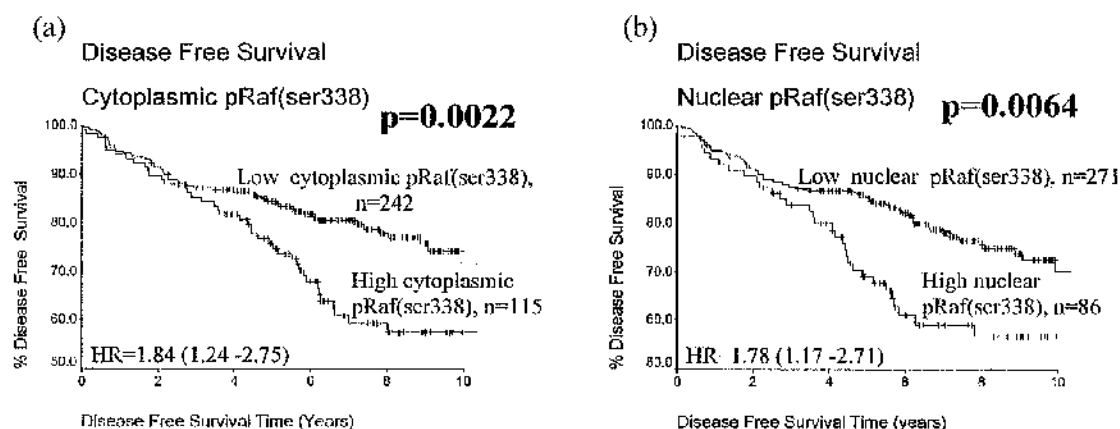 (a)
Disease Free Survival
Cytoplasmic pRaf(ser338)
p=0.0022
100.0
90.0
80.0
70.0
60.0
50.0
% Disease Free Survival
Low cytoplasmic pRaf(ser338),
n=242
High cytoplasmic
pRaf(ser338), n=115
HR=1.84 (1.24 -2.75)
0 2 4 6 8 10
Disease Free Survival Time (Years)
(b)
Disease Free Survival
Nuclear pRaf(ser338)
p=0.0064
100.0
90.0
80.0
70.0
60.0
50.0
% Disease Free Survival
Low nuclear pRaf(ser338), n=271
High nuclear
pRaf(ser338), n=86
HR- 1.78 (1.17 -2.71)
0 2 4 6 8 10
Disease Free Survival Time (years)